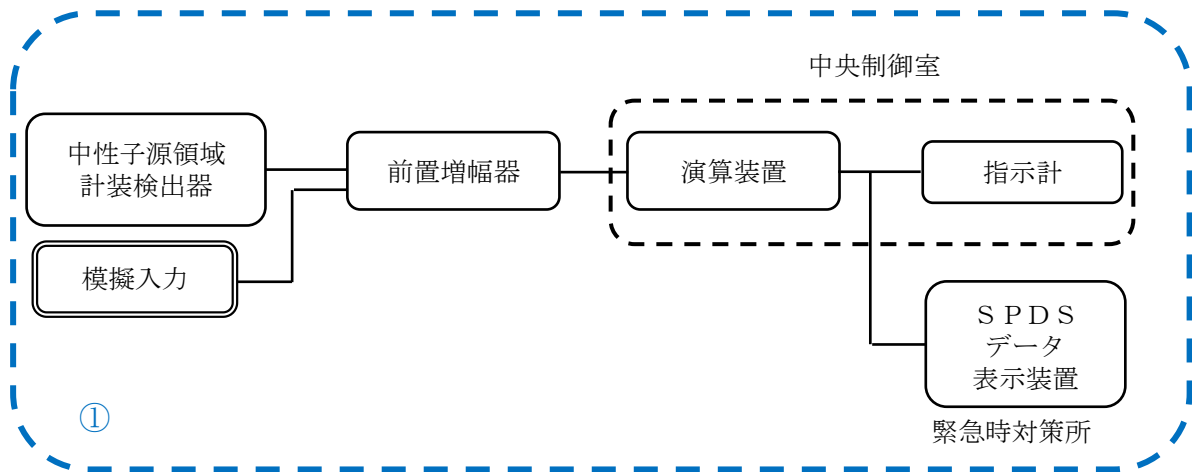 中央制御室
中性子源領域
計装検出器
前置増幅器
演算装置
指示計
模擬入力
ＳＰＤＳ
データ
表示装置
緊急時対策所
①